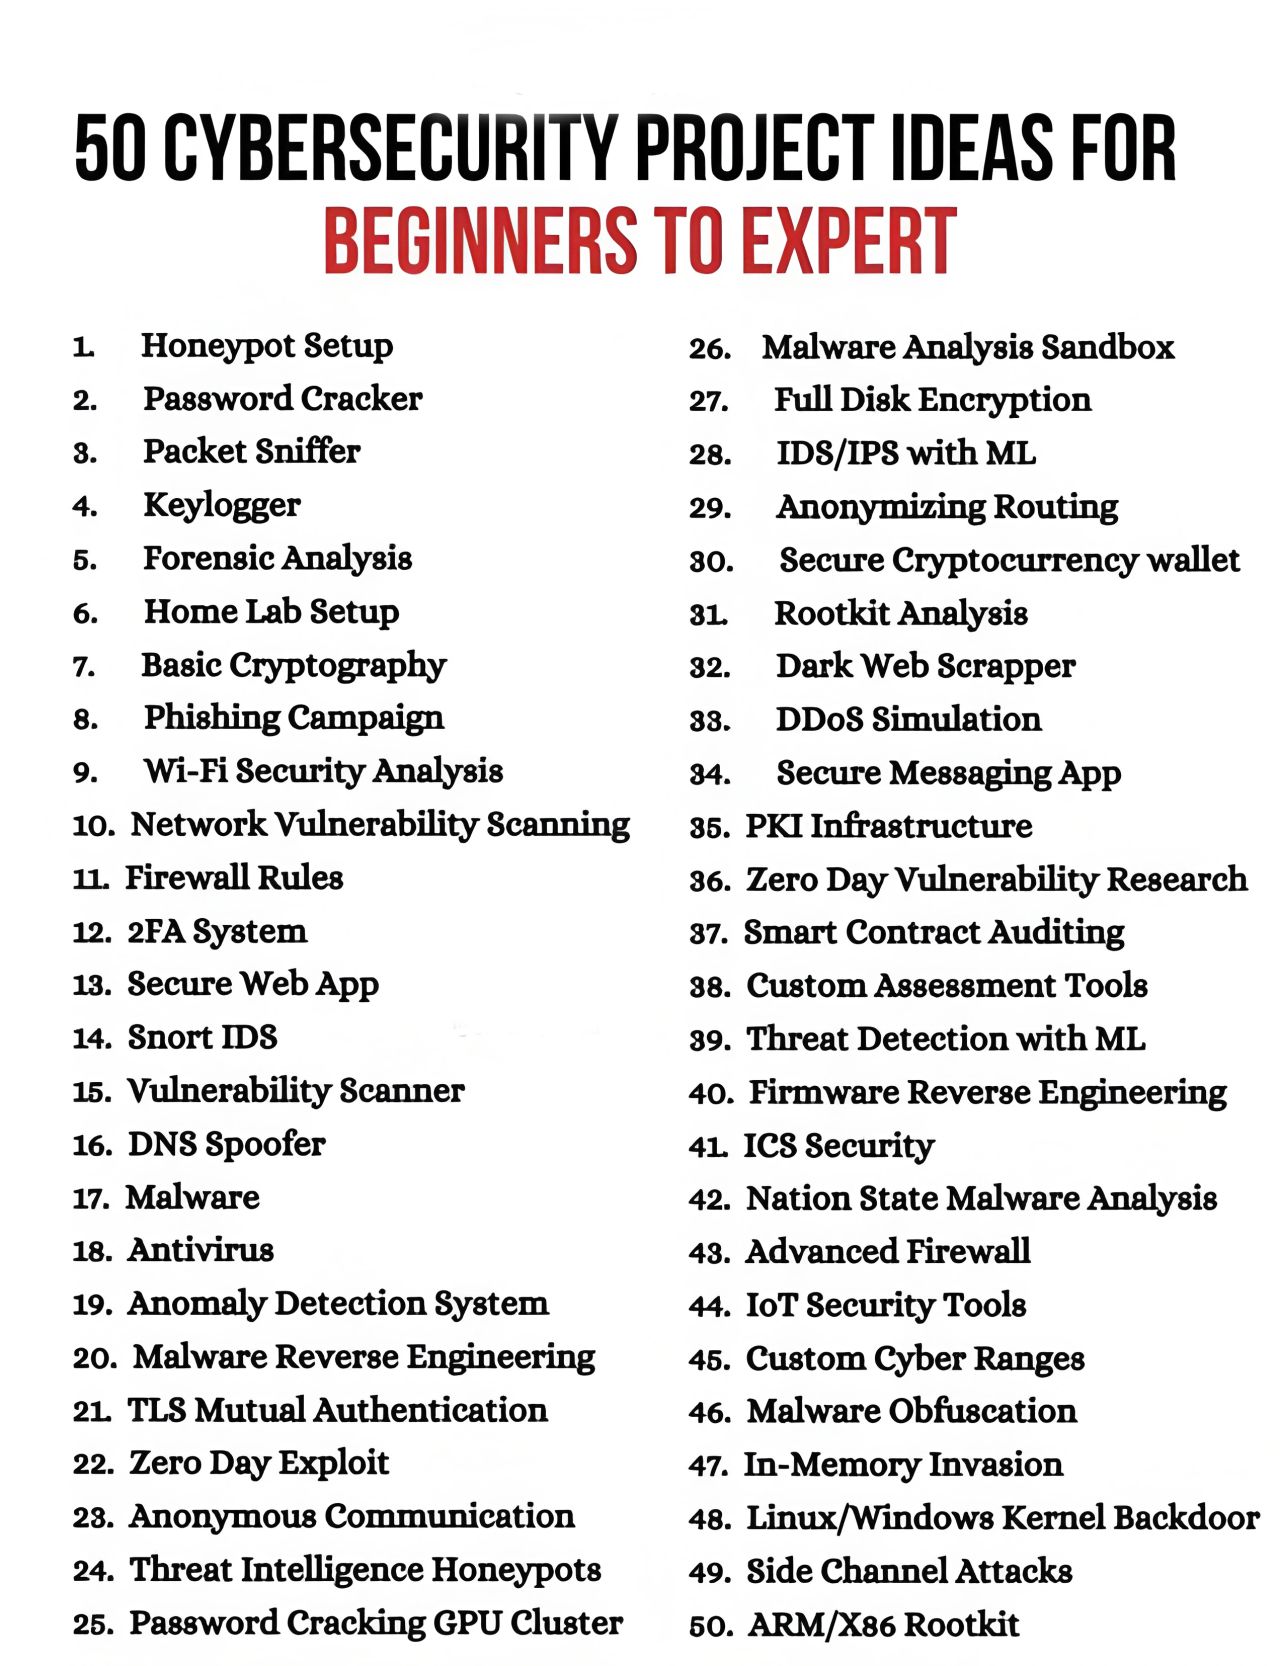 50 CYBERSECURITY PROJECT IDEAS FOR
BEGINNERS TO EXPERT
1. Honeypot Setup
2. Password Cracker
3. Packet Sniffer
4. Keylogger
5. Forensic Analysis
6. Home Lab Setup
7. Basic Cryptography
8. Phishing Campaign
9. Wi-Fi Security Analysis
10. Network Vulnerability Scanning
11. Firewall Rules
12. 2FA System
13. Secure Web App
14. Snort IDS
15. Vulnerability Scanner
16. DNS Spoofer
17. Malware
18. Antivirus
19. Anomaly Detection System
20. Malware Reverse Engineering
21. TLS Mutual Authentication
22. Zero Day Exploit
23. Anonymous Communication
24. Threat Intelligence Honeypots
25. Password Cracking GPU Cluster
26. Malware Analysis Sandbox
27. Full Disk Encryption
28. IDS/IPS with ML
29. Anonymizing Routing
30. Secure Cryptocurrency wallet
31. Rootkit Analysis
32. Dark Web Scrapper
33. DDoS Simulation
34. Secure Messaging App
35. PKI Infrastructure
36. Zero Day Vulnerability Research
37. Smart Contract Auditing
38. Custom Assessment Tools
39. Threat Detection with ML
40. Firmware Reverse Engineering
41. ICS Security
42. Nation State Malware Analysis
43. Advanced Firewall
44. IoT Security Tools
45. Custom Cyber Ranges
46. Malware Obfuscation
47. In-Memory Invasion
48. Linux/Windows Kernel Backdoor
49. Side Channel Attacks
50. ARM/X86 Rootkit